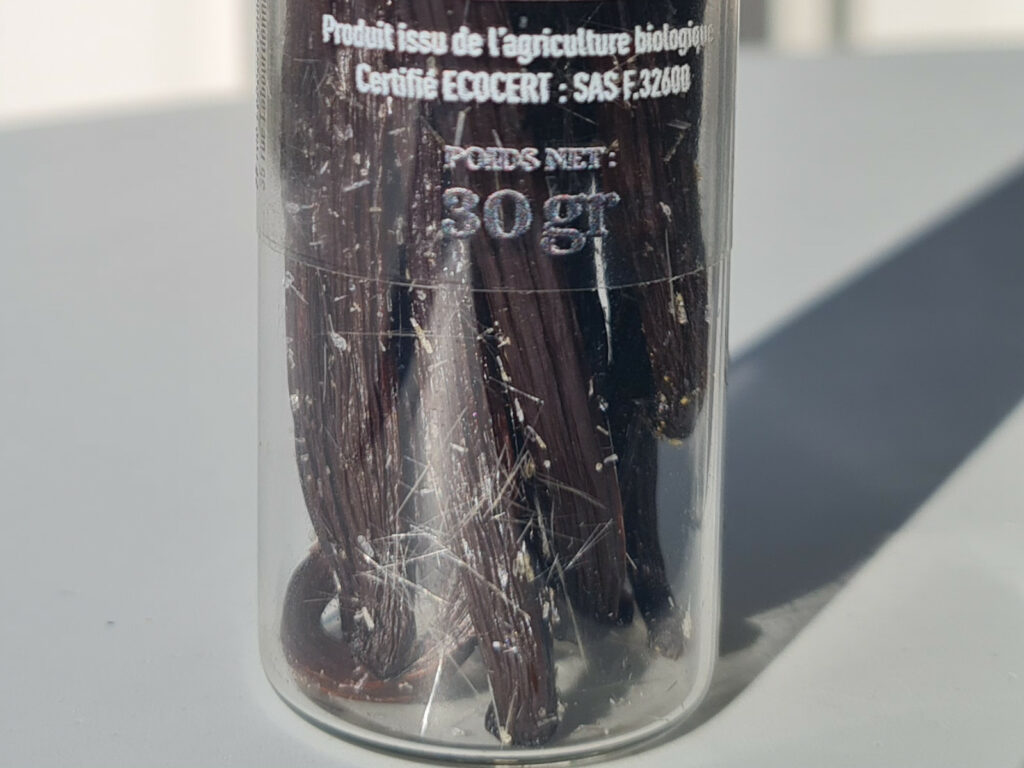 Produit issu de l'agriculture biologique
Certifié ECOCERT : SAS F.32600
POIDS NET :
30 gr